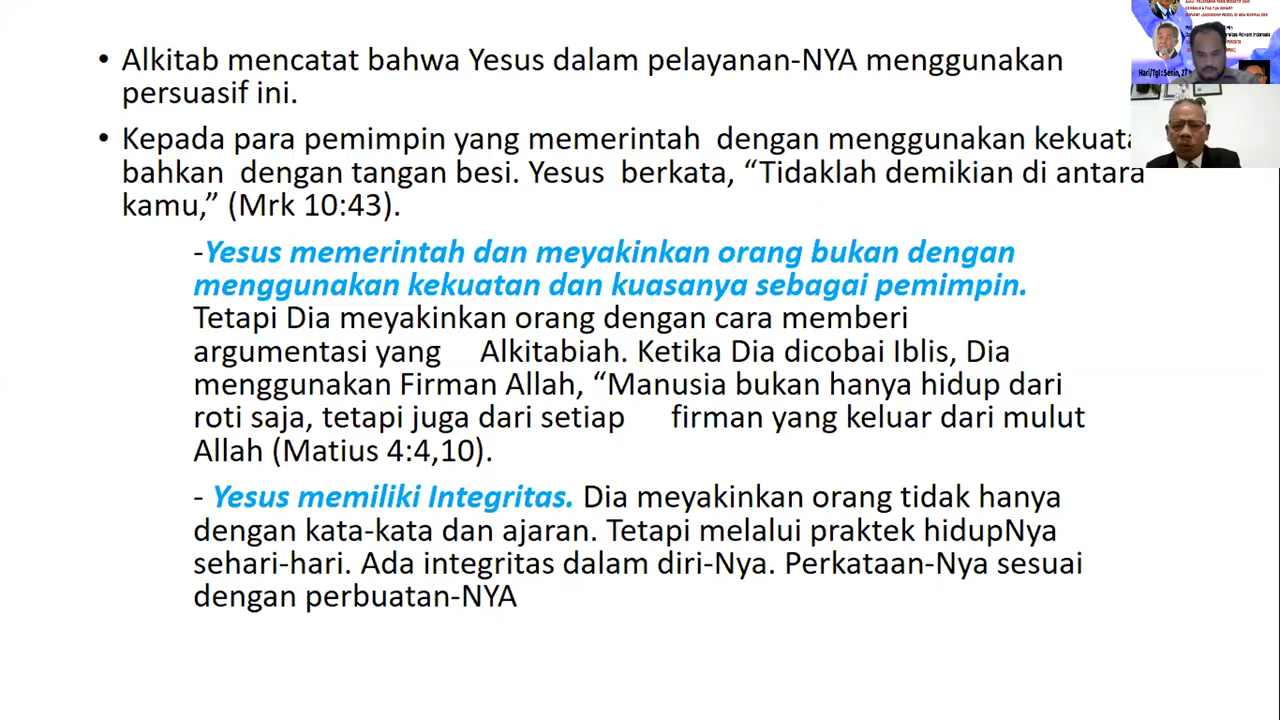 • Alkitab mencatat bahwa Yesus dalam pelayanan-NYA menggunakan
persuasif ini.
• Kepada para pemimpin yang memerintah dengan menggunakan
bahkan dengan tangan besi. Yesus berkata, “Tidaklah demikian di antara
kamu,” (Mrk 10:43).
-Yesus memerintah dan meyakinkan orang bukan dengan
menggunakan kekuatan dan kuasanya sebagai pemimpin.
Tetapi Dia meyakinkan orang dengan cara memberi
argumentasi yang Alkitabiah. Ketika Dia dicobai Iblis, Dia
menggunakan Firman Allah, “Manusia bukan hanya hidup dari
roti saja, tetapi juga dari setiap firman yang keluar dari mulut
Allah (Matius 4:4,10).
- Yesus memiliki Integritas. Dia meyakinkan orang tidak hanya
dengan kata-kata dan ajaran. Tetapi melalui praktek hidupNya
sehari-hari. Ada integritas dalam diri-Nya. Perkataan-Nya sesuai
dengan perbuatan-NYA
Hari/Tgl : Senin, 27